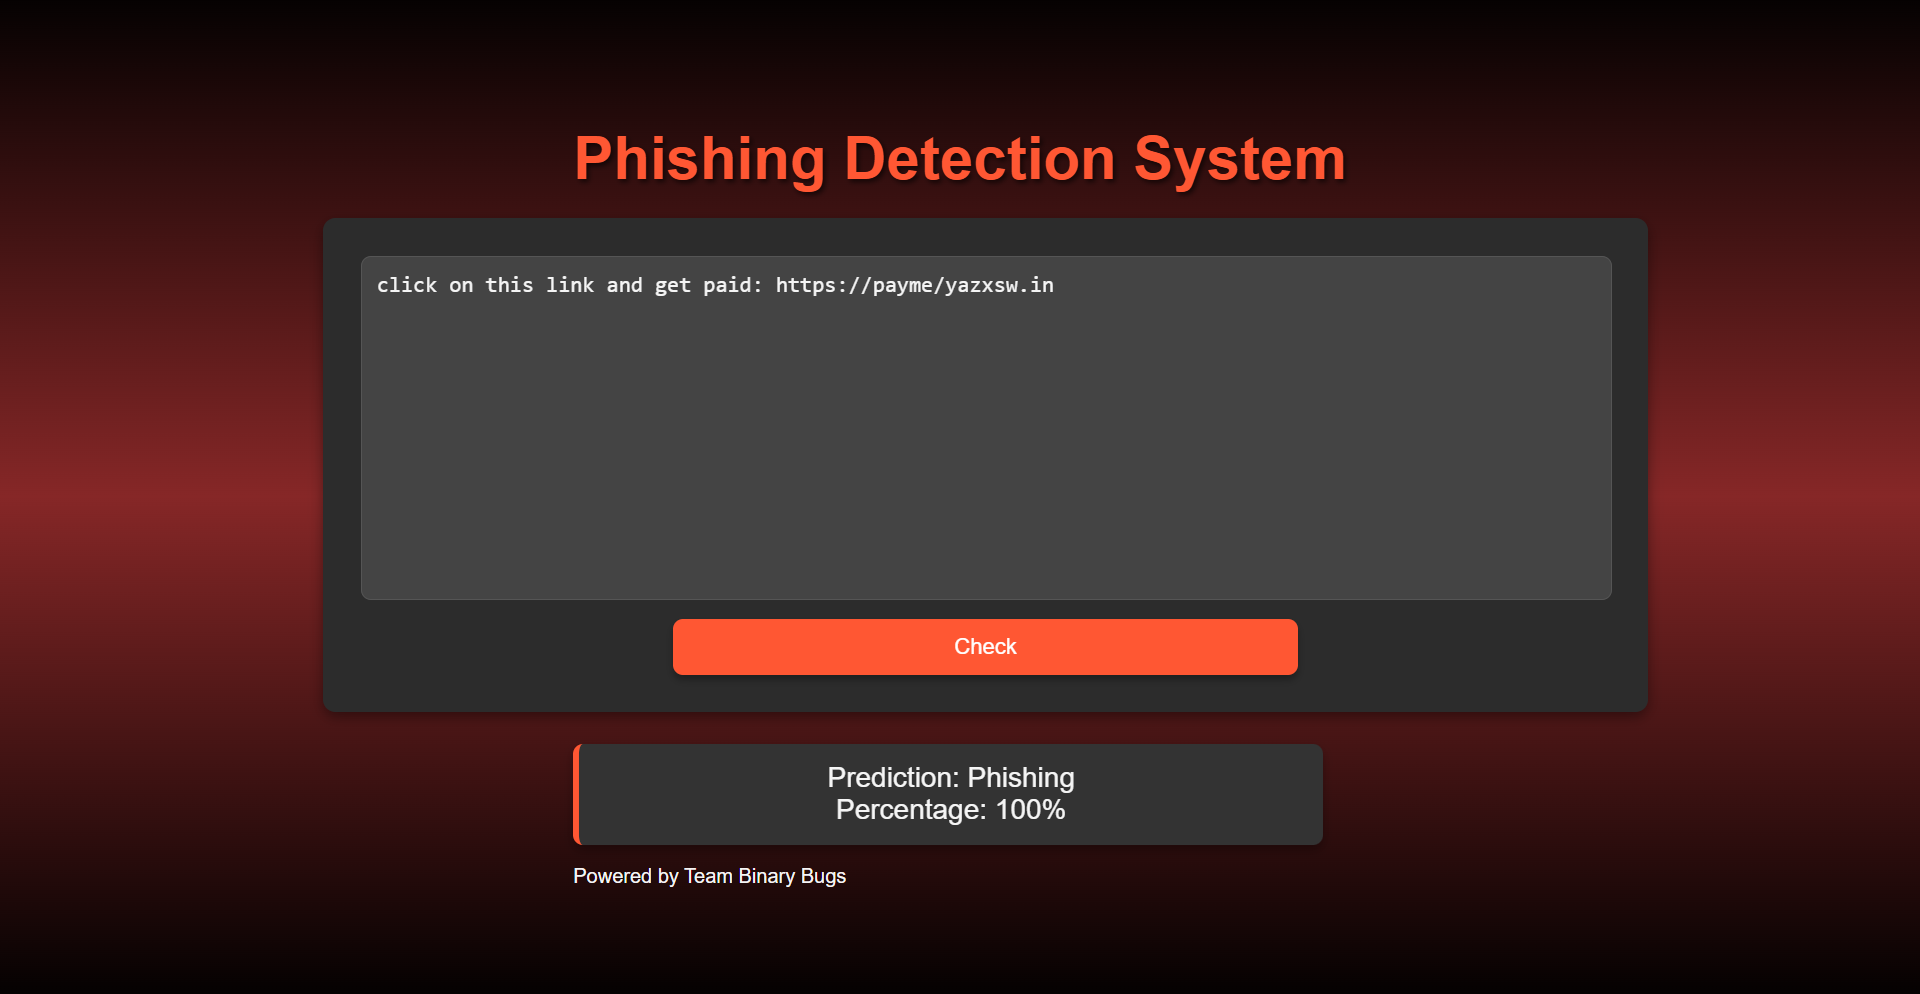 Phishing Detection System
click on this link and get paid: https://payme/yazxsw.in
Check
Prediction: Phishing
Percentage: 100%
Powered by Team Binary Bugs